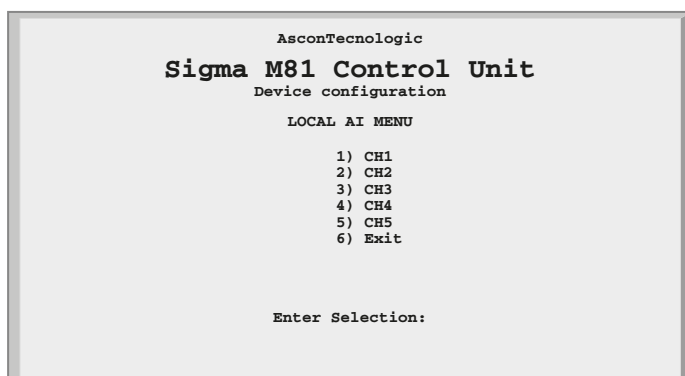 AsconTecnologic
Sigma M81 Control Unit
Device configuration
LOCAL AI MENU
1) CH1
2) CH2
3) CH3
4) CH4
5) CH5
6) Exit
Enter Selection: